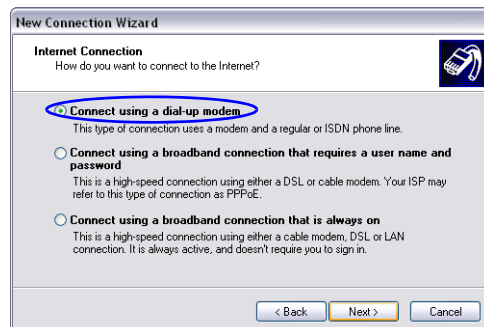 New Connection Wizard
Internet Connection
How do you want to connect to the Internet?
Connect using a dial-up modem
This type of connection uses a modem and a regular or ISDN phone line.
Connect using a broadband connection that requires a user name and
password
This is a high-speed connection using either a DSL or cable modem. Your ISP may
refer to this type of connection as PPPoE.
Connect using a broadband connection that is always on
This is a high-speed connection using either a cable modem, DSL or LAN
connection. It is always active, and doesn't require you to sign in.
< Back Next > Cancel